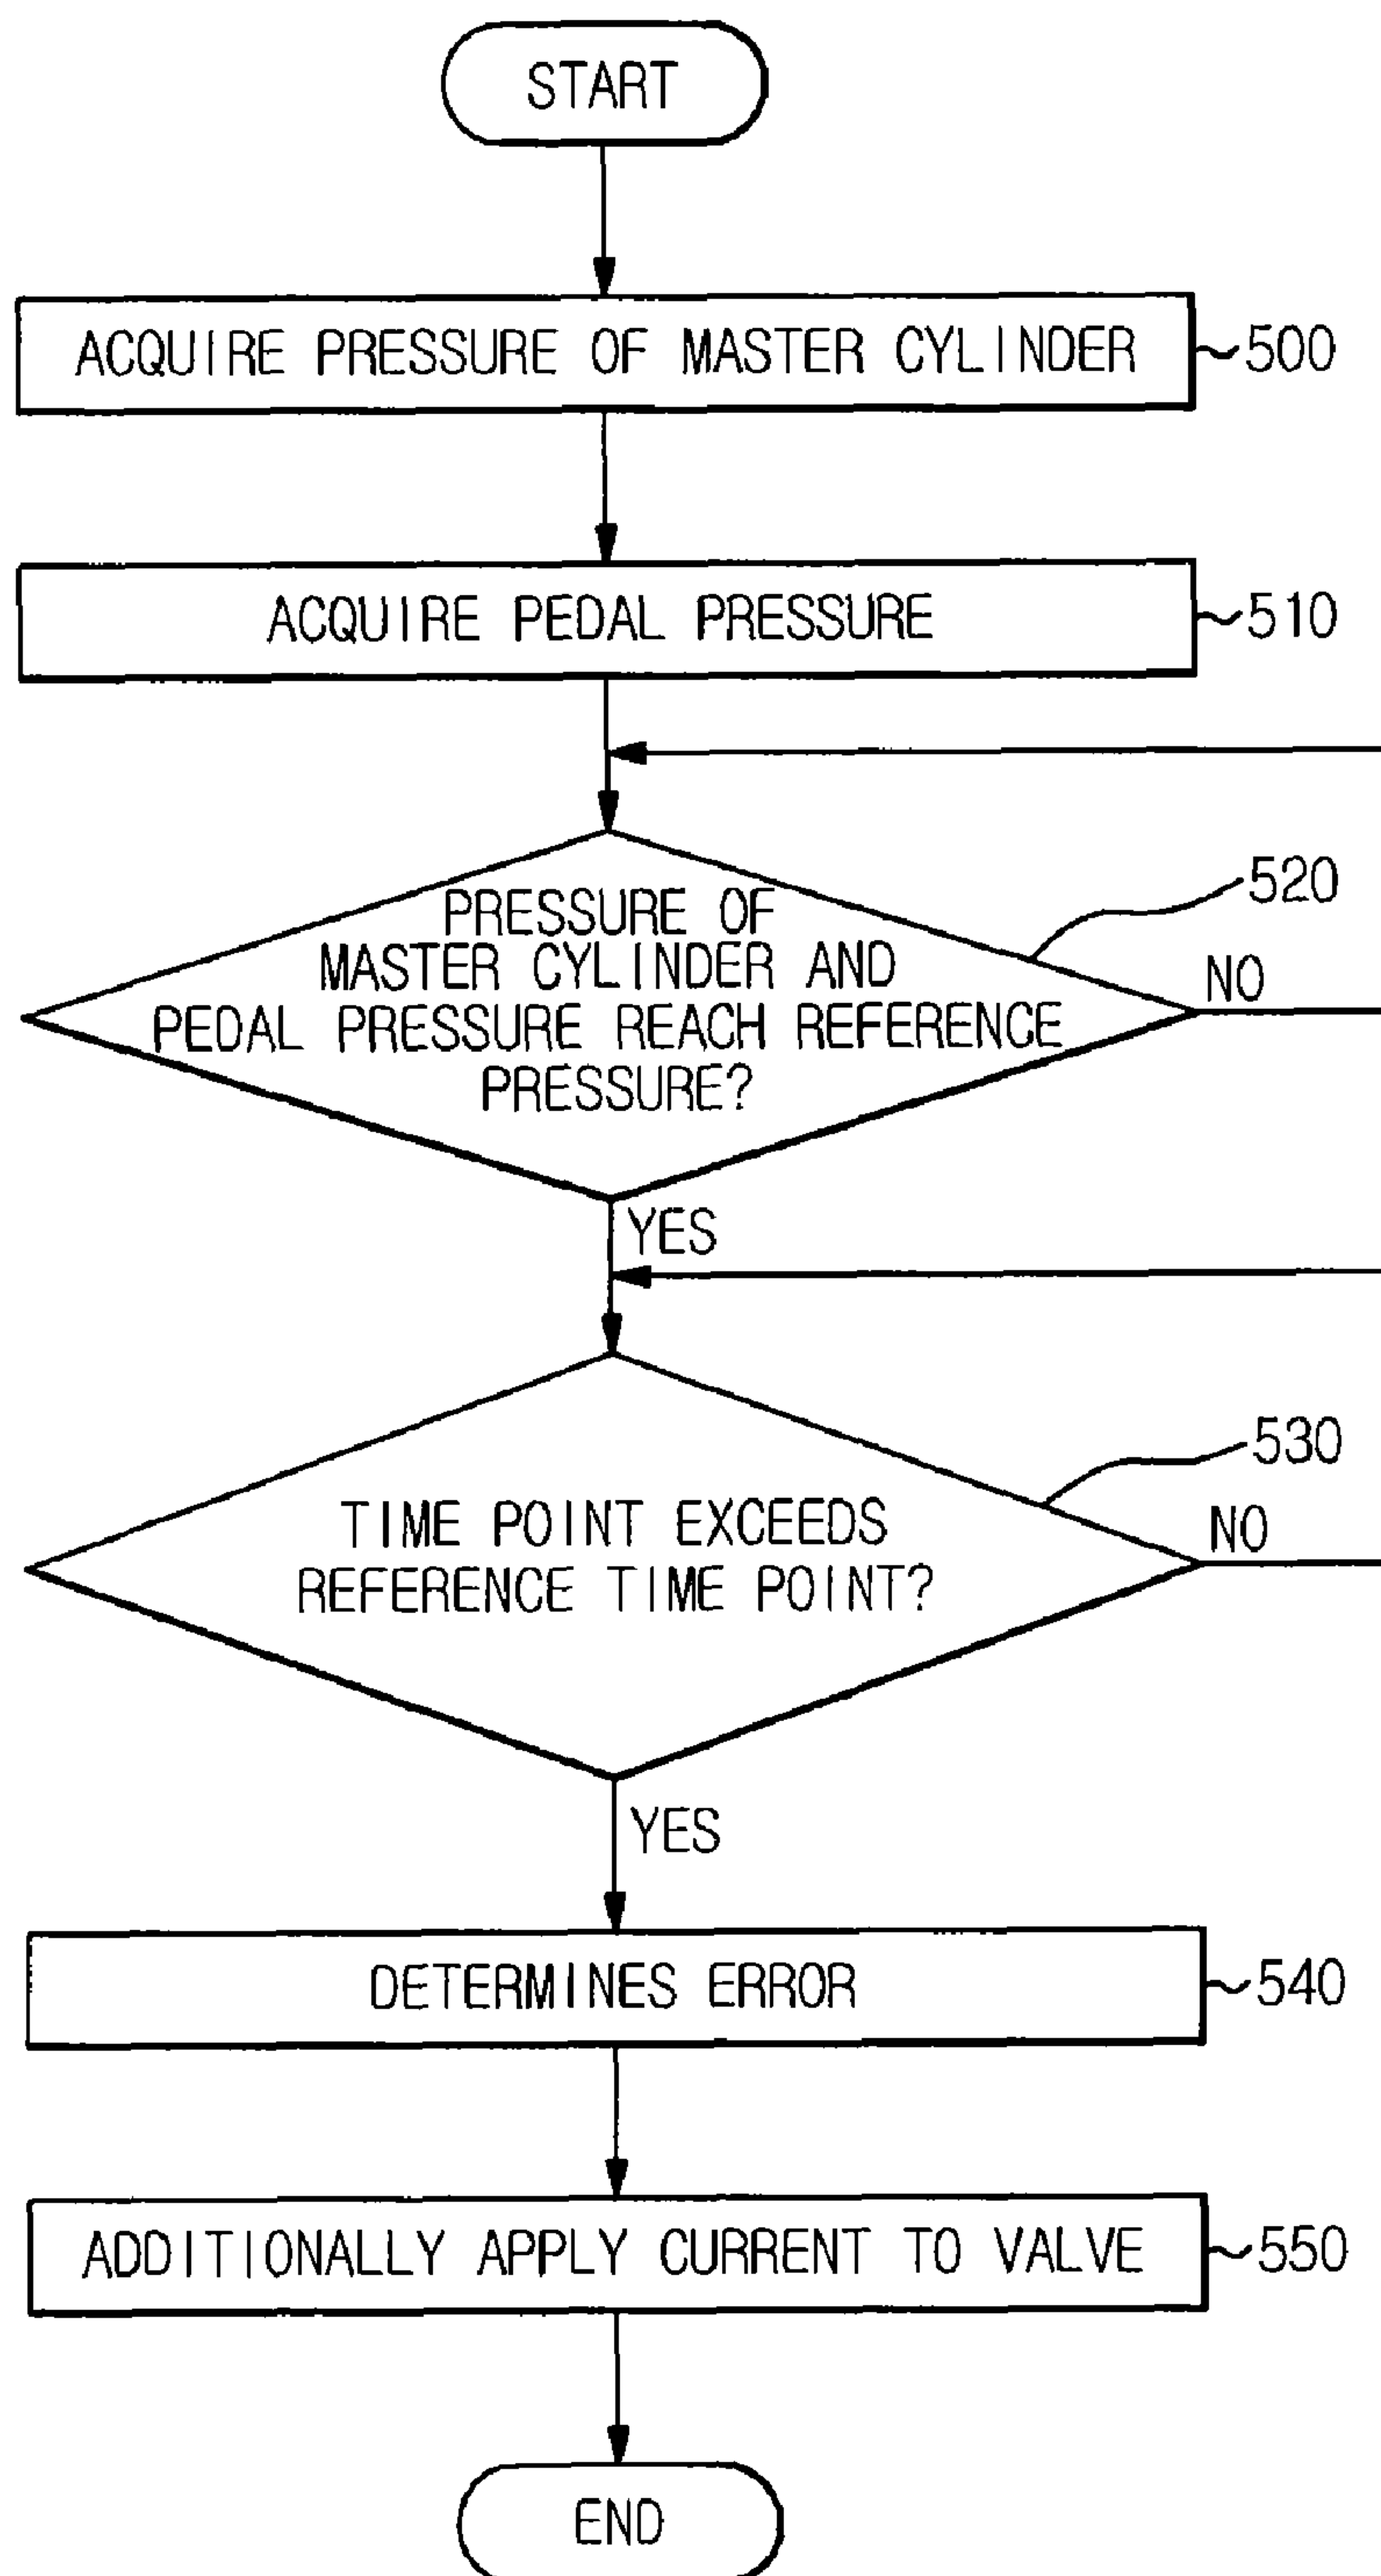 START
ACQUIRE PRESSURE OF MASTER CYLINDER
500
ACQUIRE PEDAL PRESSURE
510
PRESSURE OF
MASTER CYLINDER AND
PEDAL PRESSURE REACH REFERENCE
PRESSURE?
520
NO
YES
TIME POINT EXCEEDS
REFERENCE TIME POINT?
530
NO
YES
DETERMINES ERROR
540
ADDITIONALLY APPLY CURRENT TO VALVE
550
END